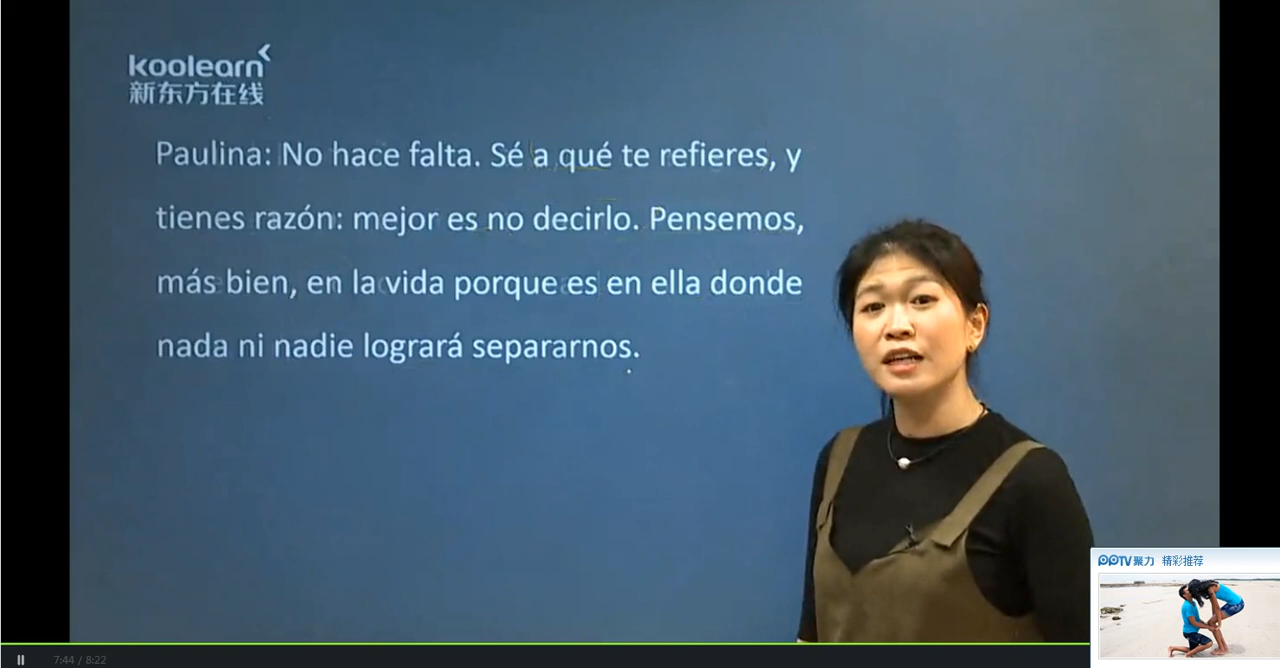 koolearn
新东方在线
Paulina: No hace falta. Sé a qué te refieres, y
tienes razón: mejor es no decirlo. Pensemos,
más bien, en la vida porque es en ella donde
nada ni nadie logrará separarnos.
PPTV聚力 精彩推荐
7:44 / 8:22